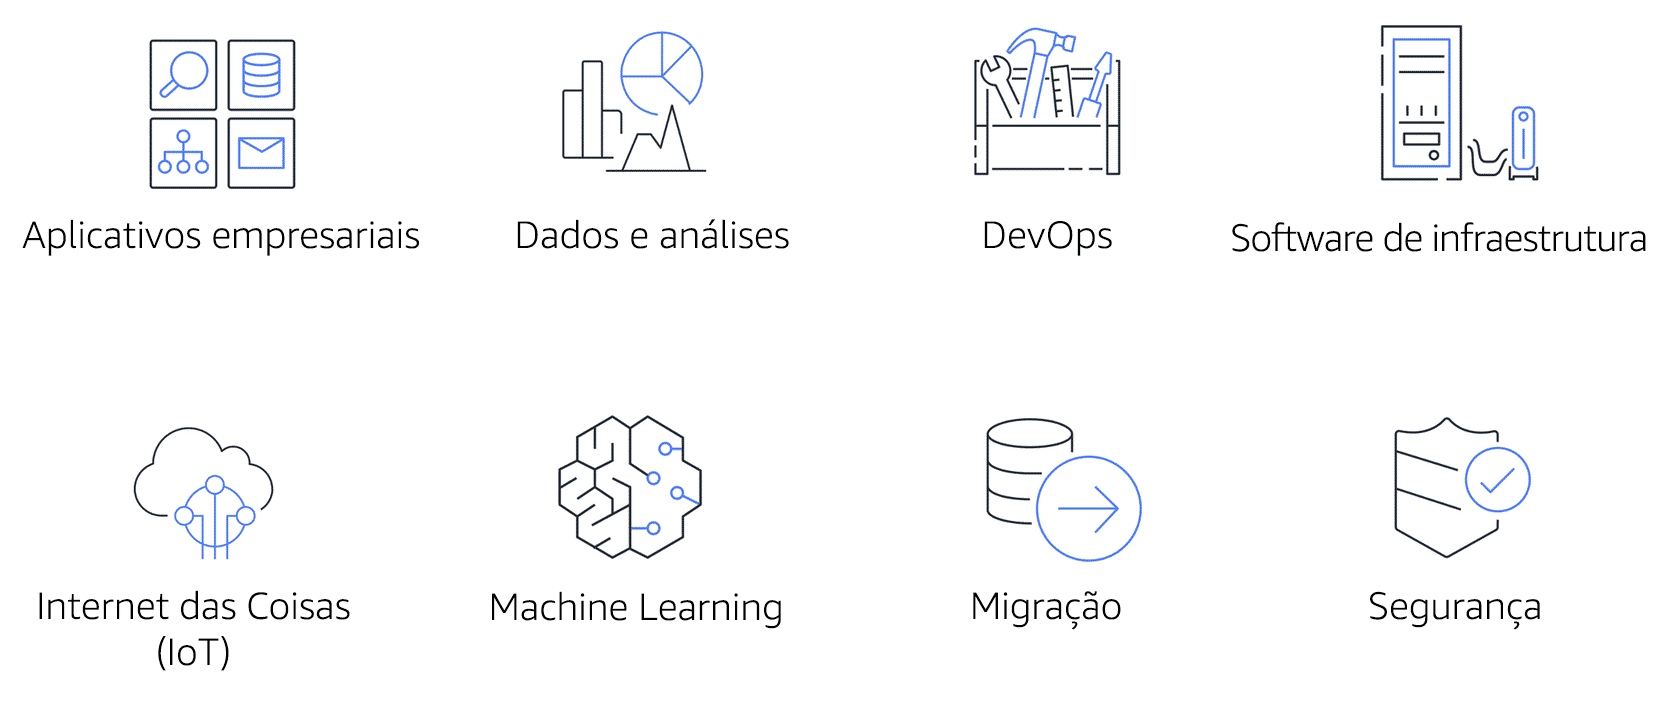 Aplicativos empresariais
Dados e análises
DevOps
Software de infraestrutura
Internet das Coisas
(IoT)
Machine Learning
Migração
Segurança